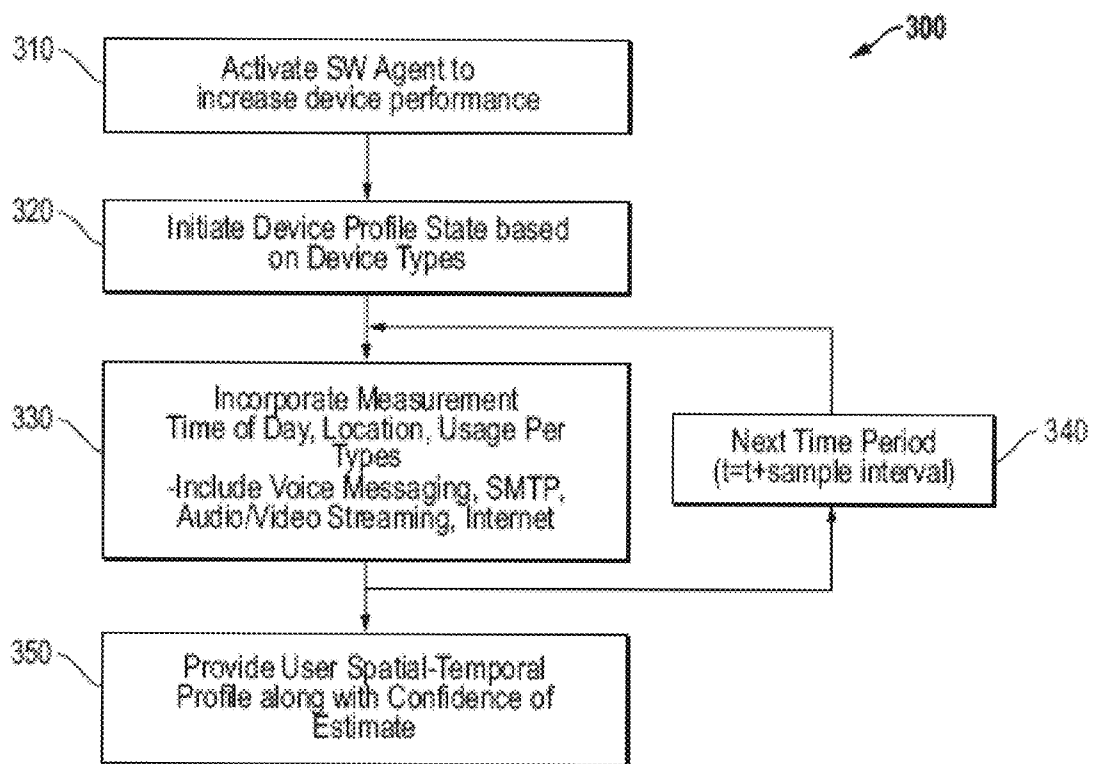 300
310
Activate SW Agent to
increase device performance
320
Initiate Device Profile State based
on Device Types
330
Incorporate Measurement
Time of Day, Location, Usage Per
Types
-Include Voice Messaging, SMTP,
Audio/Video Streaming, Internet
Next Time Period
(t=t+sample interval)
340
350
Provide User Spatial-Temporal
Profile along with Confidence of
Estimate